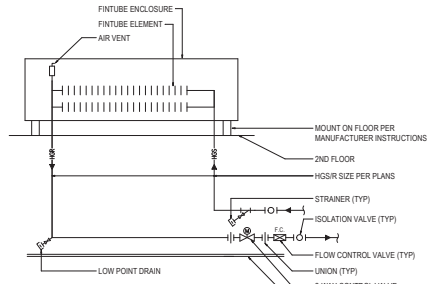 FINTUBE ENCLOSURE
FINTUBE ELEMENT
AIR VENT
MOUNT ON FLOOR PER
MANUFACTURER INSTRUCTIONS
2ND FLOOR
HGR
HGS
HGS/R SIZE PER PLANS
STRAINER (TYP)
ISOLATION VALVE (TYP)
M
F.C.
FLOW CONTROL VALVE (TYP)
LOW POINT DRAIN
UNION (TYP)